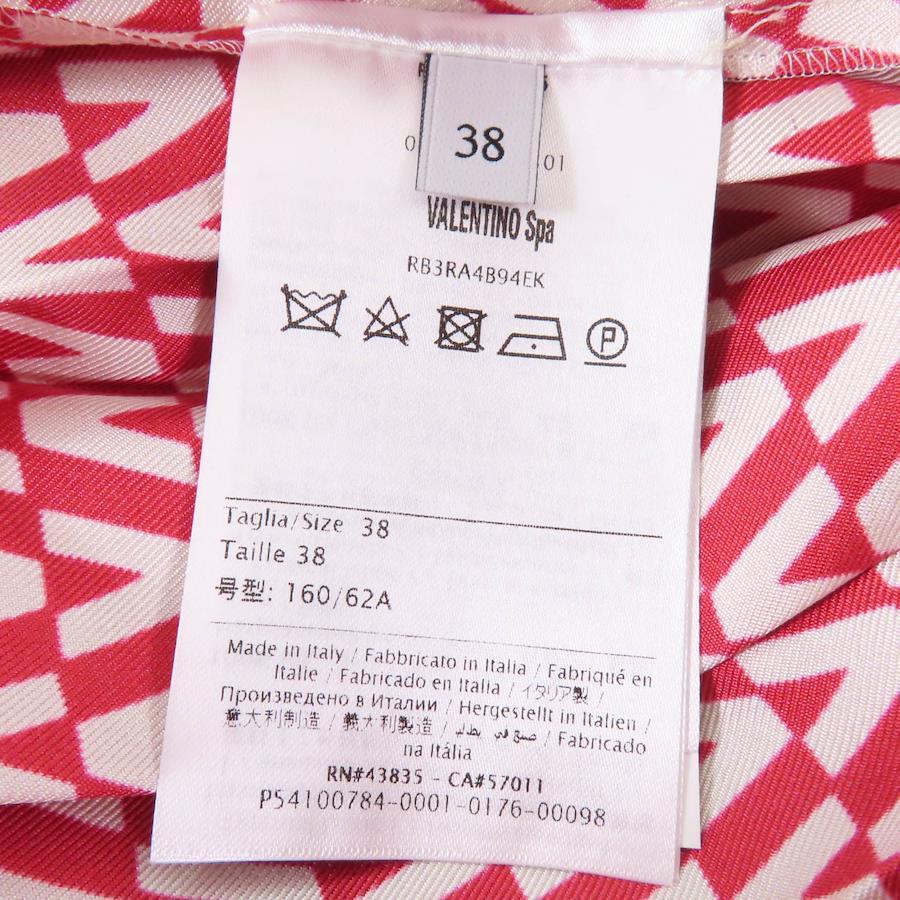 38
0
01
VALENTINO Spa
RB3RA4B94EK
P
Taglia/Size 38
Taille 38
号型: 160/62A
Made in Italy / Fabbricato in Italia / Fabriqué en
Italie / Fabricado en Italia / イタリア製 /
Произведено в Италии / Hergestellt in Italien /
意大利制造 / 義大利製造 / صنع في إيطاليا / Fabricado
na Itália
RN#43835 - CA#57011
P54100784-0001-0176-00098